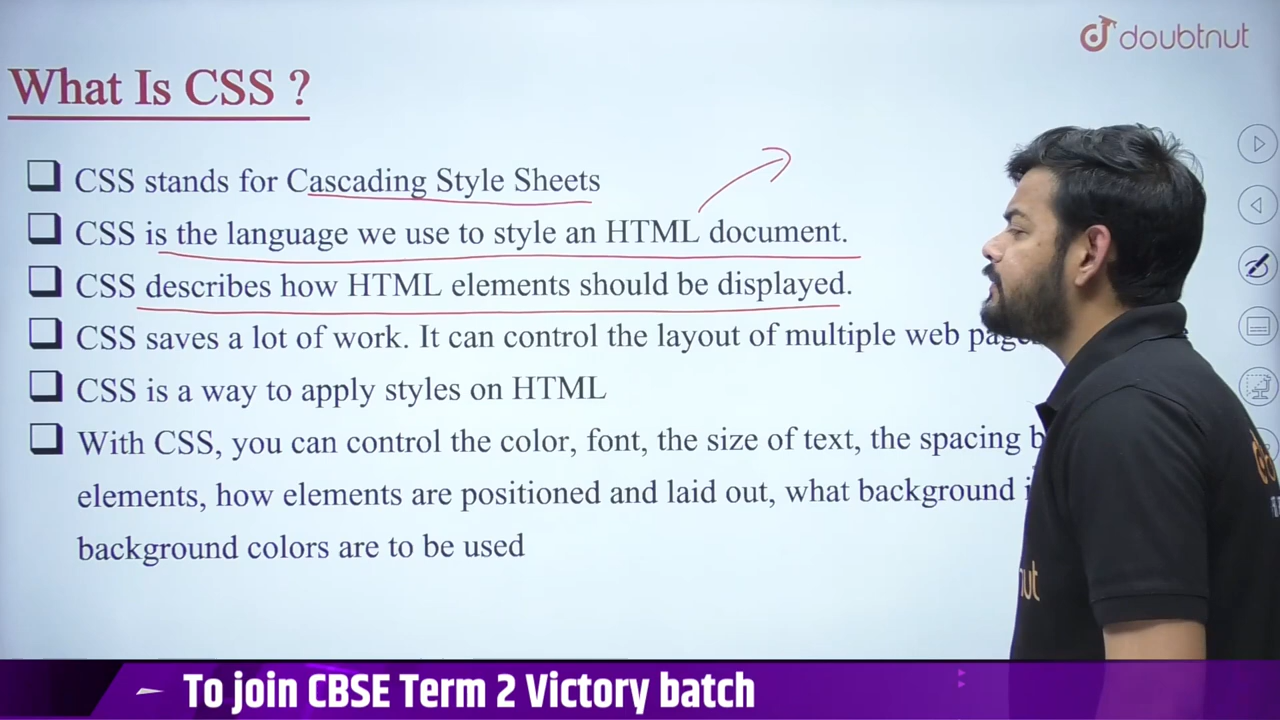 doubtnut
What Is CSS ?
CSS stands for Cascading Style Sheets
CSS is the language we use to style an HTML document.
CSS describes how HTML elements should be displayed.
CSS saves a lot of work. It can control the layout of multiple web
CSS is a way to apply styles on HTML
With CSS, you can control the color, font, the size of text, the spacing
elements, how elements are positioned and laid out, what background
background colors are to be used
To join CBSE Term 2 Victory batch